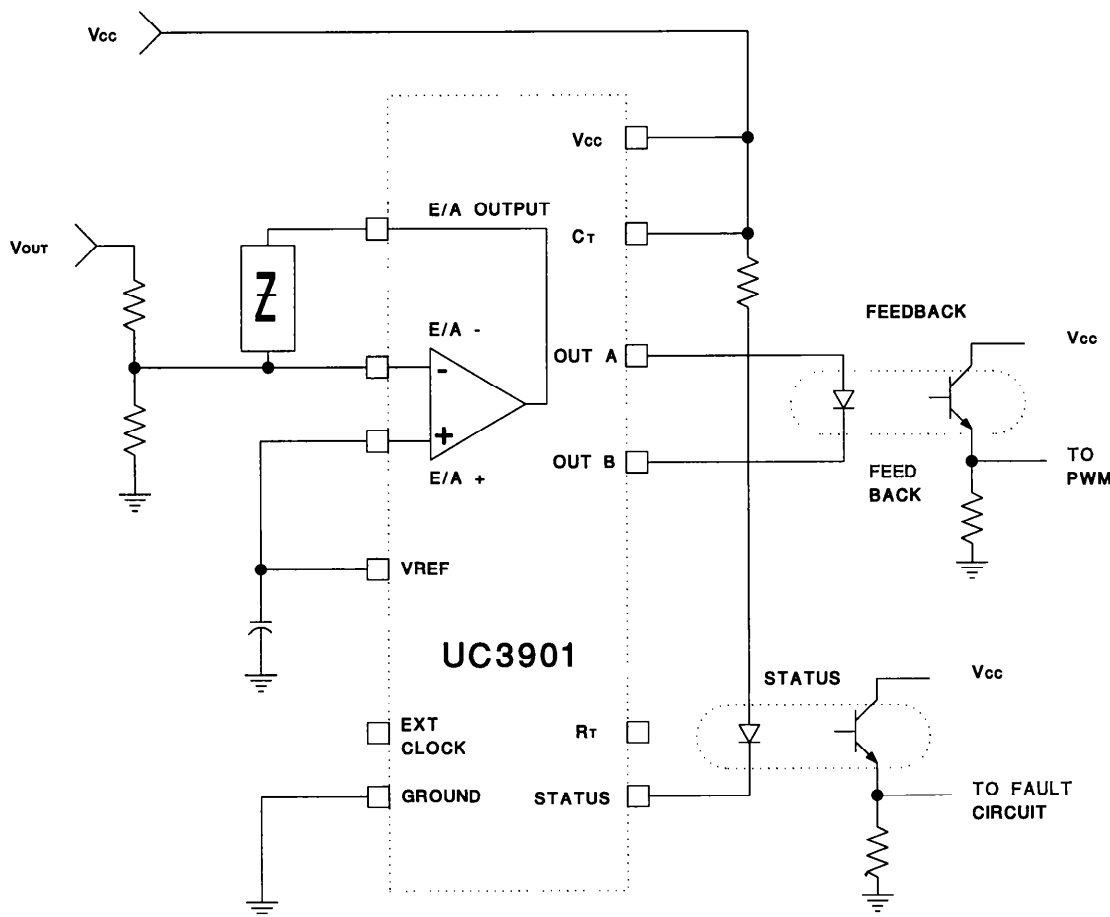 Vcc
Vcc
E/A OUTPUT
CT
VOUT
Z
FEEDBACK
E/A -
Vcc
OUT A
-
+
OUT B
TO
PWM
E/A +
FEED
BACK
VREF
UC3901
STATUS
Vcc
EXT
CLOCK
RT
GROUND
STATUS
TO FAULT
CIRCUIT